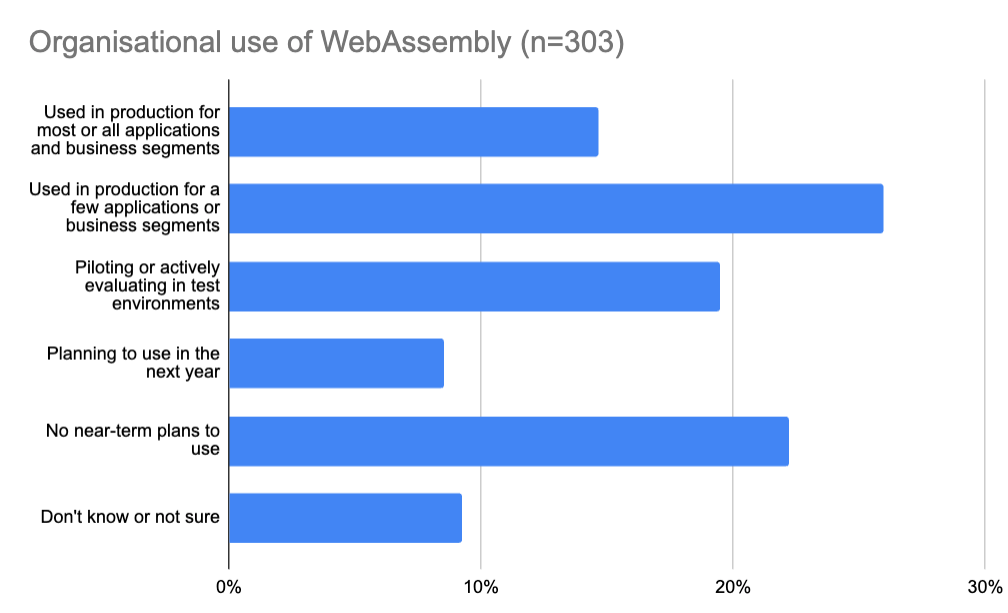 Organisational use of WebAssembly (n=303)
Used in production for
most or all applications
and business segments
Used in production for a
few applications or
business segments
Piloting or actively
evaluating in test
environments
Planning to use in the
next year
No near-term plans to
use
Don't know or not sure
0%
10%
20%
30%